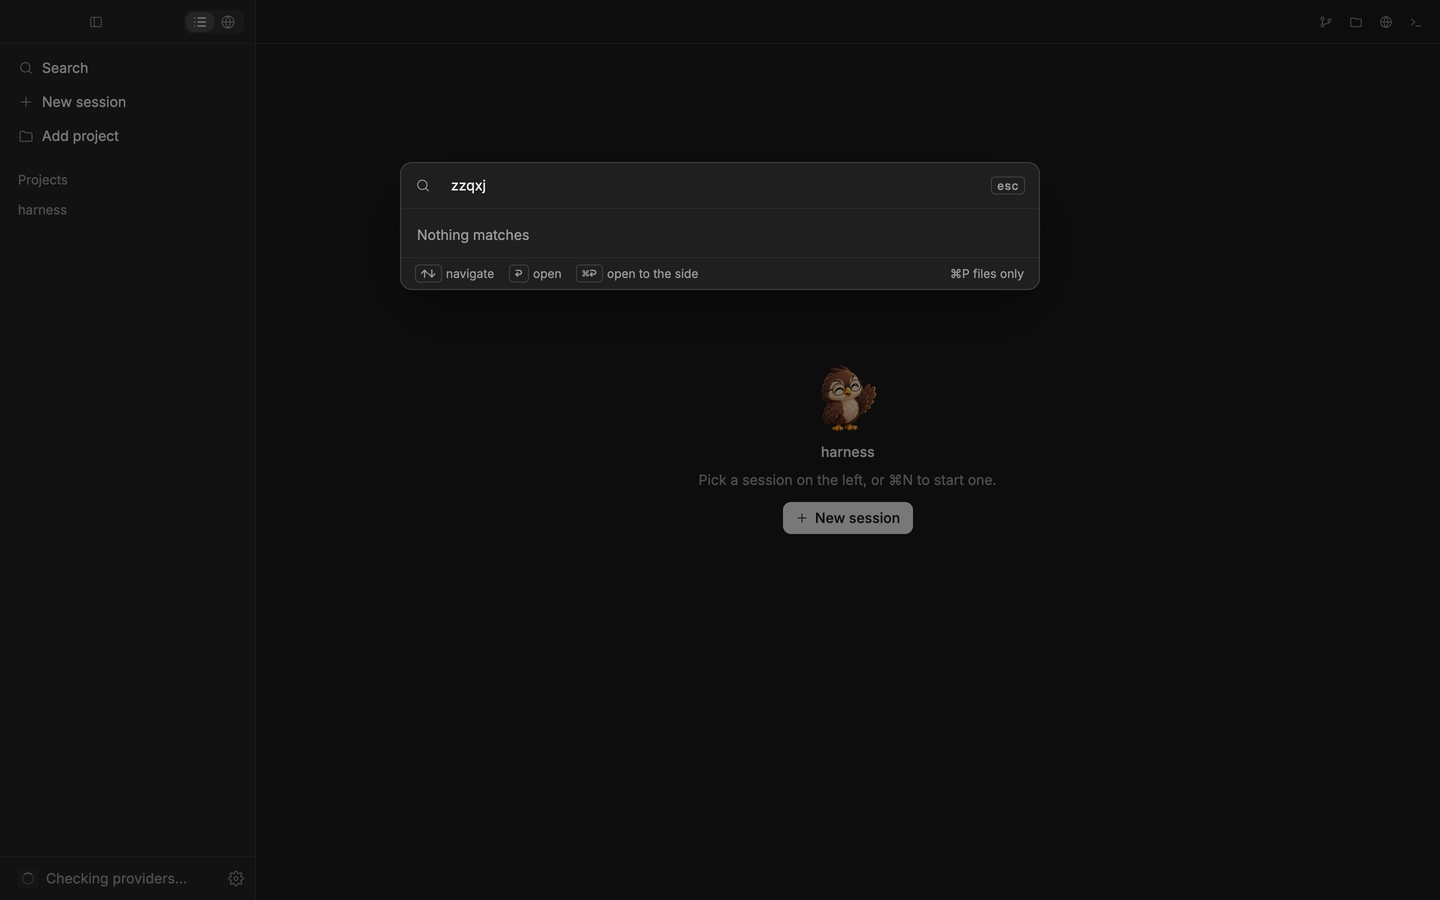 Search
New session
Add project
Projects
harness
zzqxj
esc
Nothing matches
navigate
open
⌘ open to the side
⌘P files only
harness
Pick a session on the left, or ⌘N to start one.
New session
Checking providers...